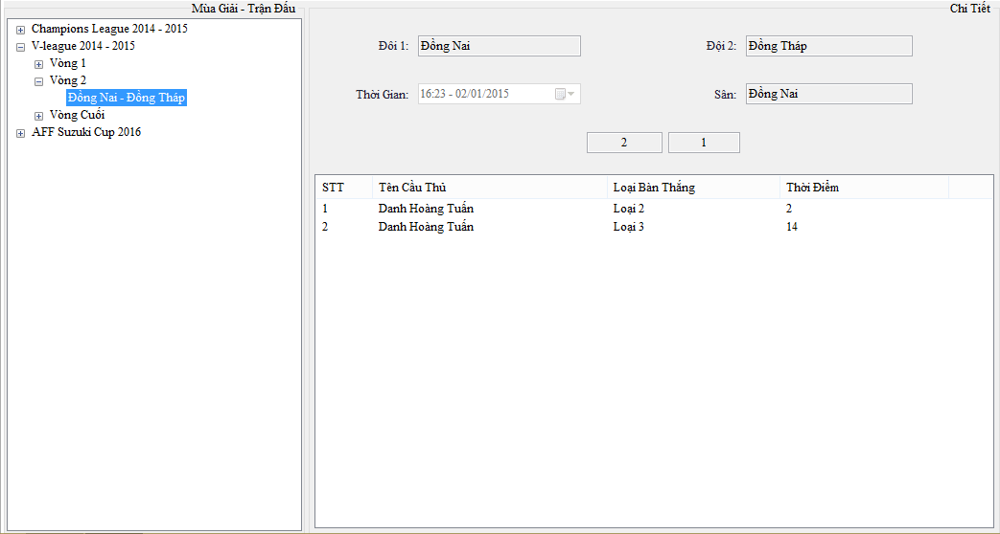 Mùa Giải - Trận Đấu
Champions League 2014 - 2015
V-league 2014 - 2015
Vòng 1
Vòng 2
Đồng Nai - Đồng Tháp
Vòng Cuối
AFF Suzuki Cup 2016
Chi Tiết
Đôi 1: Đồng Nai Đội 2: Đồng Tháp
Thời Gian: 16:23 - 02/01/2015 Sân: Đồng Nai
2 1
STT Tên Cầu Thủ Loại Bàn Thắng Thời Điểm
1 Danh Hoàng Tuấn Loại 2 2
2 Danh Hoàng Tuấn Loại 3 14